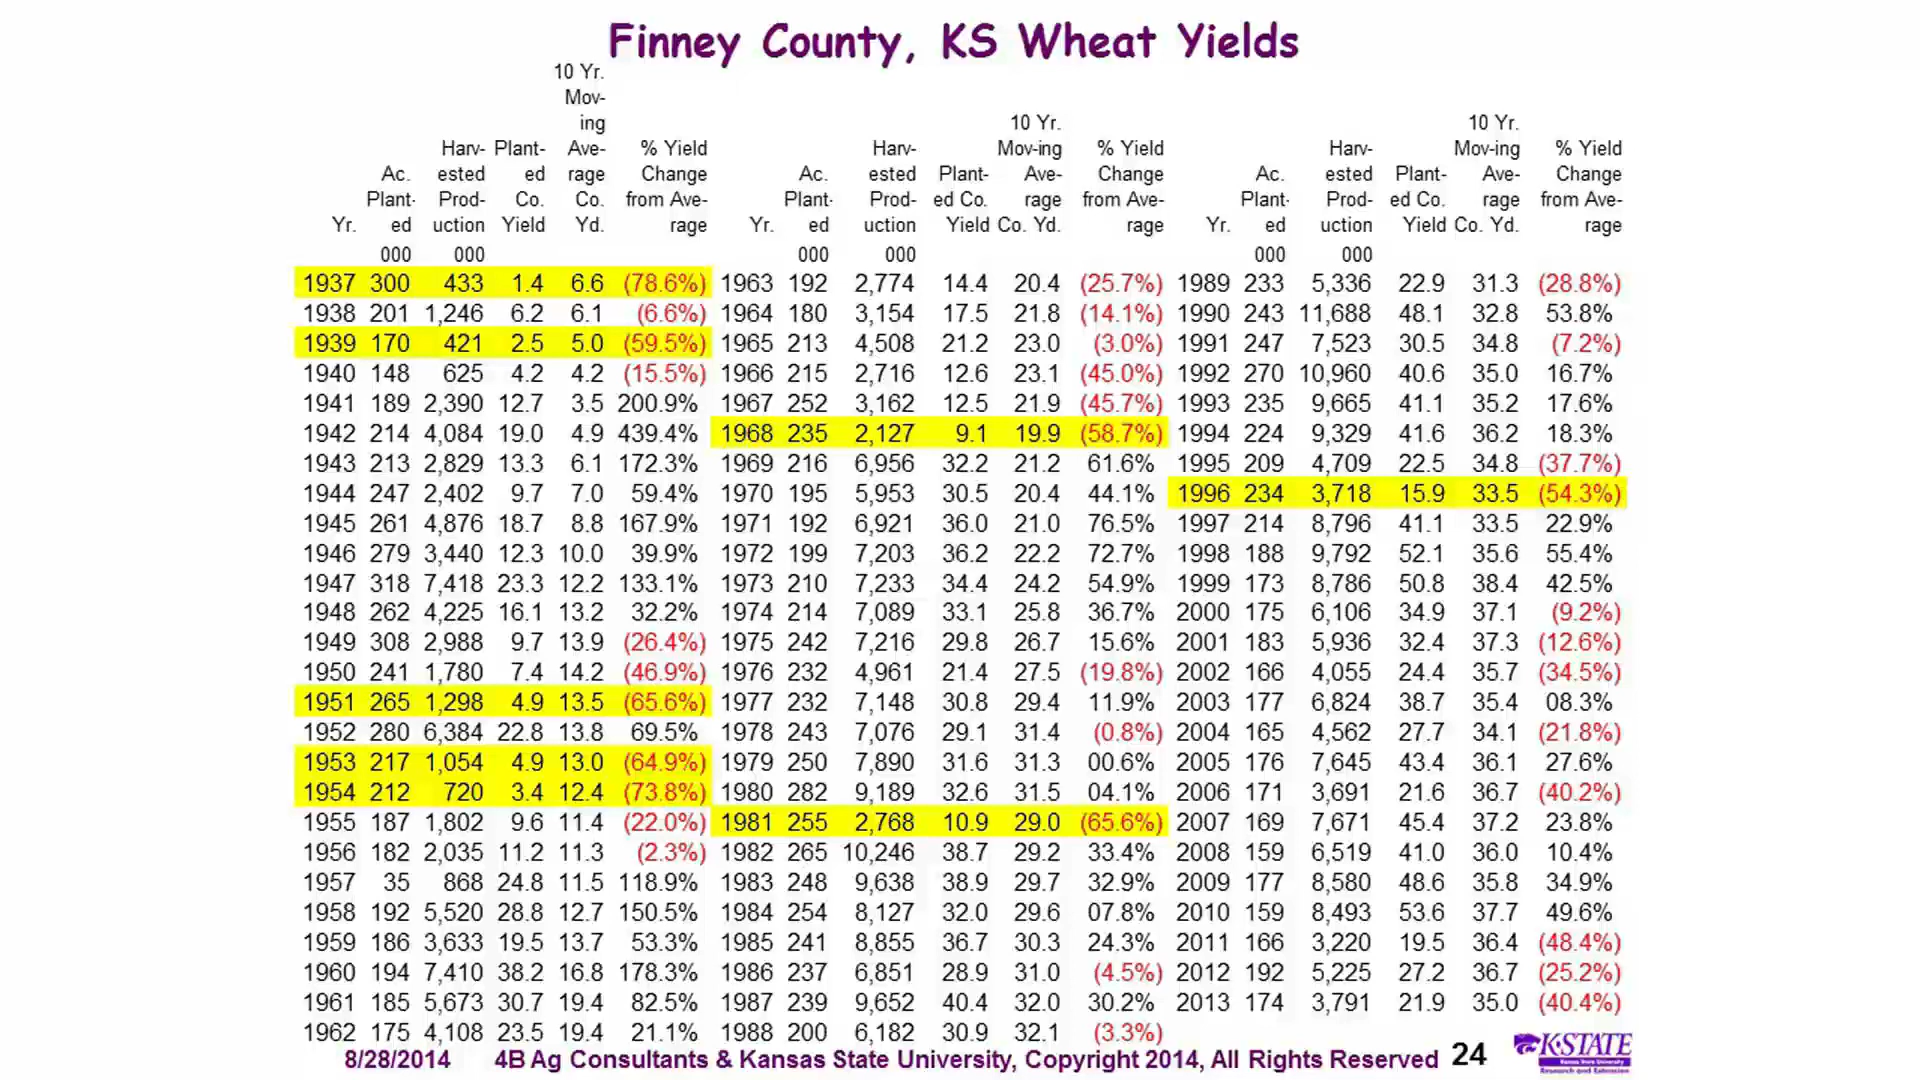 Finney County, KS Wheat Yields
10 Yr.
Mov-
ing 10 Yr. 10 Yr.
Harv- Plant- Ave- % Yield Harv- Mov-ing % Yield Harv- Mov-ing % Yield
Ac. ested ed rage Change Ac. ested Plant- Ave- Change Ac. ested Plant- Ave- Change
Plant- Prod- Co. Co. from Ave- Plant- Prod- ed Co. rage from Ave- Plant- Prod- ed Co. rage from Ave-
Yr. ed uction Yield Yd. rage Yr. ed uction Yield Co. Yd. rage Yr. ed uction Yield Co. Yd. rage
000 000 000 000 000 000
1937 300 433 1.4 6.6 (78.6%) 1963 192 2,774 14.4 20.4 (25.7%) 1989 233 5,336 22.9 31.3 (28.8%)
1938 201 1,246 6.2 6.1 (6.6%) 1964 180 3,154 17.5 21.8 (14.1%) 1990 243 11,688 48.1 32.8 53.8%
1939 170 421 2.5 5.0 (59.5%) 1965 213 4,508 21.2 23.0 (3.0%) 1991 247 7,523 30.5 34.8 (7.2%)
1940 148 625 4.2 4.2 (15.5%) 1966 215 2,716 12.6 23.1 (45.0%) 1992 270 10,960 40.6 35.0 16.7%
1941 189 2,390 12.7 3.5 200.9% 1967 252 3,162 12.5 21.9 (45.7%) 1993 235 9,665 41.1 35.2 17.6%
1942 214 4,084 19.0 4.9 439.4% 1968 235 2,127 9.1 19.9 (58.7%) 1994 224 9,329 41.6 36.2 18.3%
1943 213 2,829 13.3 6.1 172.3% 1969 216 6,956 32.2 21.2 61.6% 1995 209 4,709 22.5 34.8 (37.7%)
1944 247 2,402 9.7 7.0 59.4% 1970 195 5,953 30.5 20.4 44.1% 1996 234 3,718 15.9 33.5 (54.3%)
1945 261 4,876 18.7 8.8 167.9% 1971 192 6,921 36.0 21.0 76.5% 1997 214 8,796 41.1 33.5 22.9%
1946 279 3,440 12.3 10.0 39.9% 1972 199 7,203 36.2 22.2 72.7% 1998 188 9,792 52.1 35.6 55.4%
1947 318 7,418 23.3 12.2 133.1% 1973 210 7,233 34.4 24.2 54.9% 1999 173 8,786 50.8 38.4 42.5%
1948 262 4,225 16.1 13.2 32.2% 1974 214 7,089 33.1 25.8 36.7% 2000 175 6,106 34.9 37.1 (9.2%)
1949 308 2,988 9.7 13.9 (26.4%) 1975 242 7,216 29.8 26.7 15.6% 2001 183 5,936 32.4 37.3 (12.6%)
1950 241 1,780 7.4 14.2 (46.9%) 1976 232 4,961 21.4 27.5 (19.8%) 2002 166 4,055 24.4 35.7 (34.5%)
1951 265 1,298 4.9 13.5 (65.6%) 1977 232 7,148 30.8 29.4 11.9% 2003 177 6,824 38.7 35.4 08.3%
1952 280 6,384 22.8 13.8 69.5% 1978 243 7,076 29.1 31.4 (0.8%) 2004 165 4,562 27.7 34.1 (21.8%)
1953 217 1,054 4.9 13.0 (64.9%) 1979 250 7,890 31.6 31.3 00.6% 2005 176 7,645 43.4 36.1 27.6%
1954 212 720 3.4 12.4 (73.8%) 1980 282 9,189 32.6 31.5 04.1% 2006 171 3,691 21.6 36.7 (40.2%)
1955 187 1,802 9.6 11.4 (22.0%) 1981 255 2,768 10.9 29.0 (65.6%) 2007 169 7,671 45.4 37.2 23.8%
1956 182 2,035 11.2 11.3 (2.3%) 1982 265 10,246 38.7 29.2 33.4% 2008 159 6,519 41.0 36.0 10.4%
1957 35 868 24.8 11.5 118.9% 1983 248 9,638 38.9 29.7 32.9% 2009 177 8,580 48.6 35.8 34.9%
1958 192 5,520 28.8 12.7 150.5% 1984 254 8,127 32.0 29.6 07.8% 2010 159 8,493 53.6 37.7 49.6%
1959 186 3,633 19.5 13.7 53.3% 1985 241 8,855 36.7 30.3 24.3% 2011 166 3,220 19.5 36.4 (48.4%)
1960 194 7,410 38.2 16.8 178.3% 1986 237 6,851 28.9 31.0 (4.5%) 2012 192 5,225 27.2 36.7 (25.2%)
1961 185 5,673 30.7 19.4 82.5% 1987 239 9,652 40.4 32.0 30.2% 2013 174 3,791 21.9 35.0 (40.4%)
1962 175 4,108 23.5 19.4 21.1% 1988 200 6,182 30.9 32.1 (3.3%)
8/28/2014 4B Ag Consultants & Kansas State University, Copyright 2014, All Rights Reserved 24
K-STATE
Kansas State University
Research and Extension